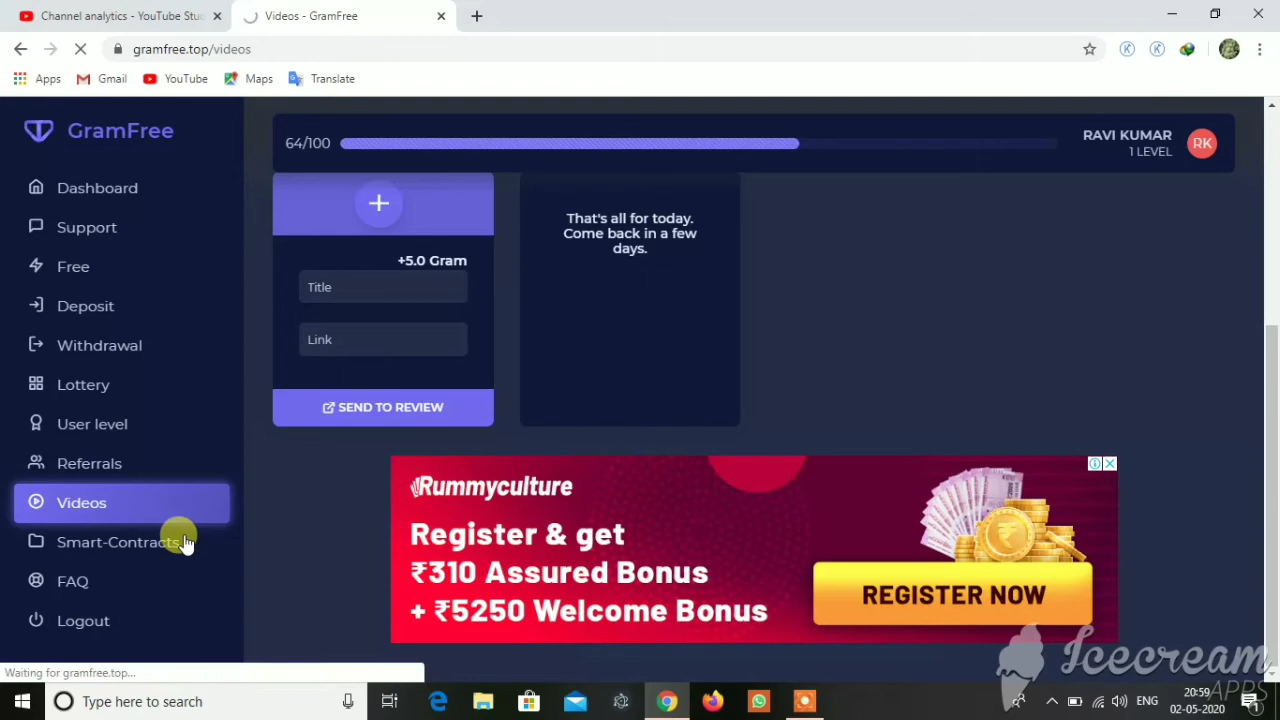 Channel analytics - YouTube Stu
Videos - GramFree
gramfree.top/videos
Apps
Gmail
YouTube
Maps
Translate
GramFree
64/100
RAVI KUMAR
1 LEVEL
RK
Dashboard
Support
Free
Deposit
Withdrawal
Lottery
User level
Referrals
Videos
Smart-Contracts
FAQ
Logout
+5.0 Gram
Title
Link
SEND TO REVIEW
That's all for today.
Come back in a few
days.
Rummyculture
Register & get
₹310 Assured Bonus
+ ₹5250 Welcome Bonus
REGISTER NOW
Icecream
APPS
Waiting for gramfree.top...
Type here to search
ENG
20:59
02-05-2020
1